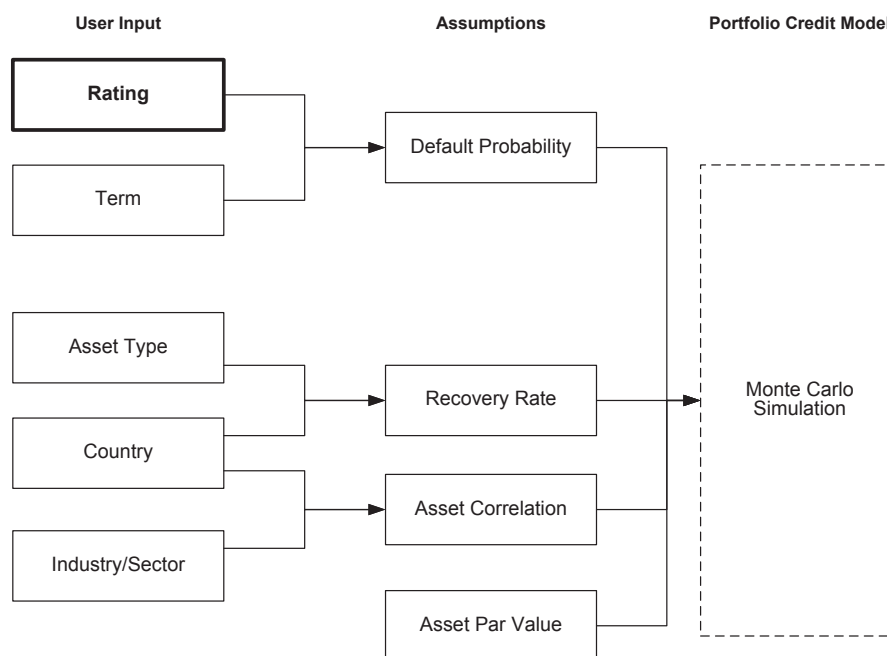 User Input
Assumptions
Portfolio Credit Model
Rating
Default Probability
Term
Asset Type
Recovery Rate
Monte Carlo
Simulation
Country
Asset Correlation
Industry/Sector
Asset Par Value